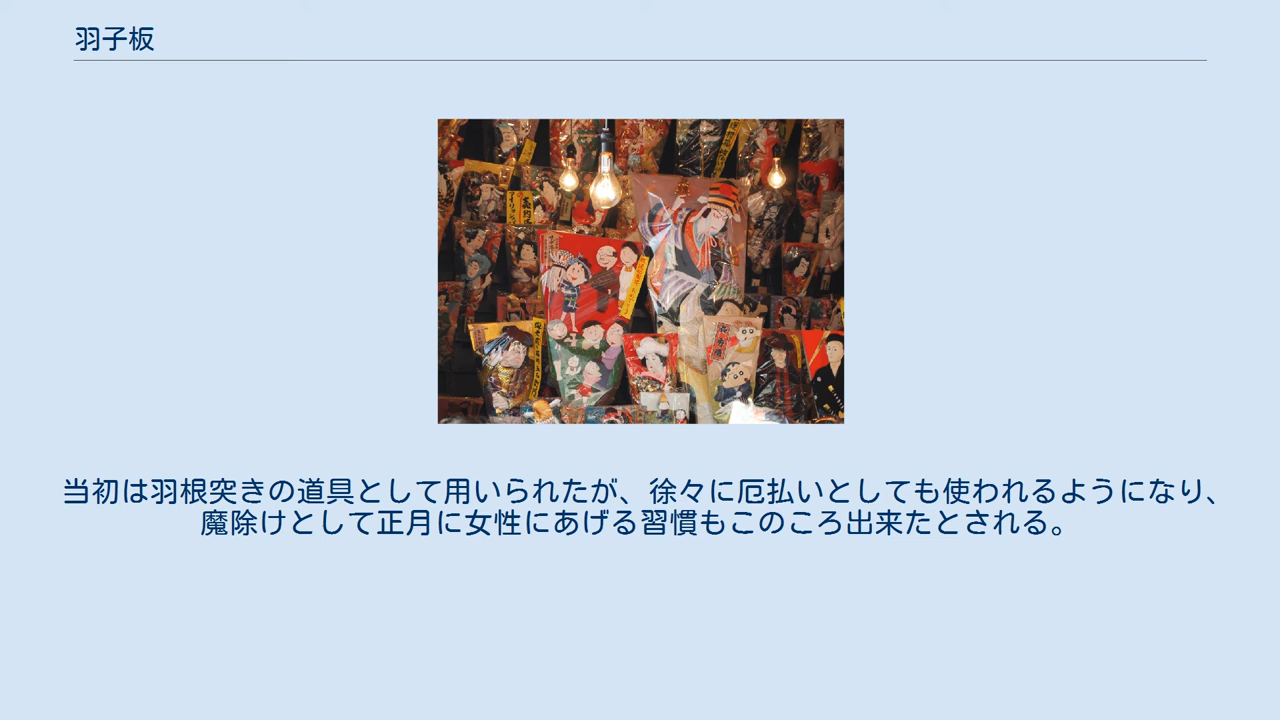 羽子板
当初は羽根突きの道具として用いられたが、徐々に厄払いとしても使われるようになり、
魔除けとして正月に女性にあげる習慣もこのころ出来たとされる。